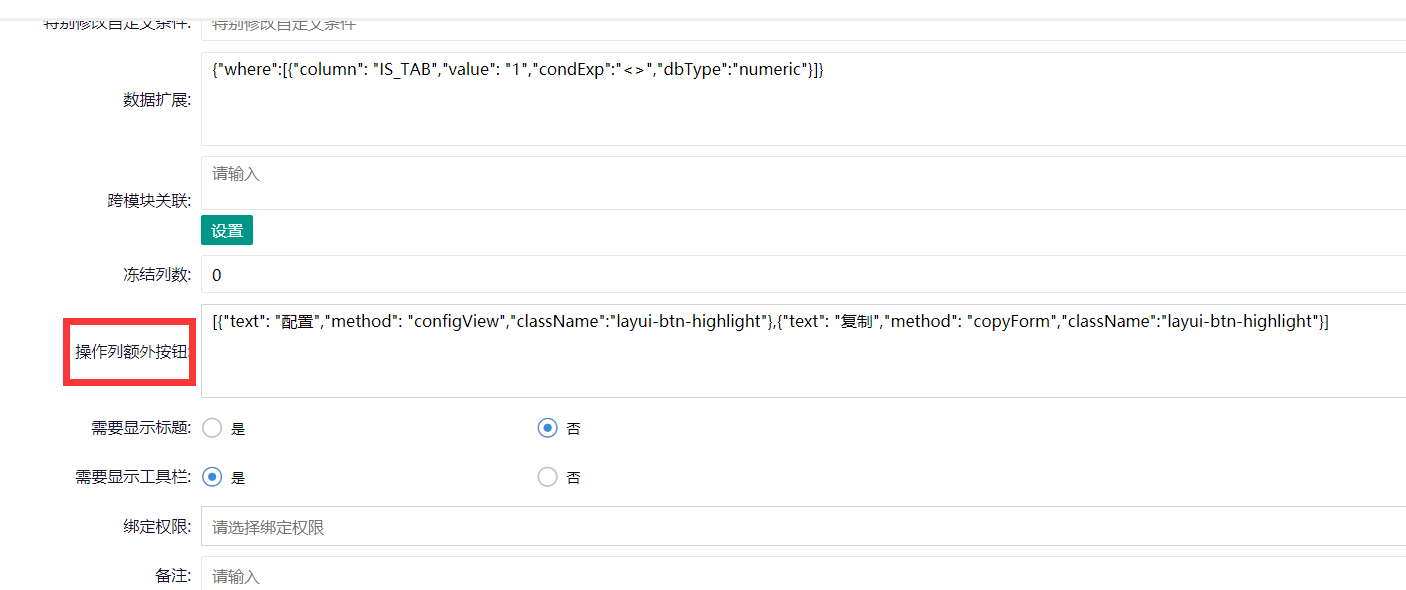 特别修改自定义条件: 特别修改自定义条件
数据扩展: {"where":[{"column": "IS_TAB","value": "1","condExp":"<>","dbType":"numeric"}]}
跨模块关联: 请输入
设置
冻结列数: 0
操作列额外按钮: [{"text": "配置","method": "configView","className":"layui-btn-highlight"},{"text": "复制","method": "copyForm","className":"layui-btn-highlight"}]
需要显示标题: 是 否
需要显示工具栏: 是 否
绑定权限: 请选择绑定权限
备注: 请输入